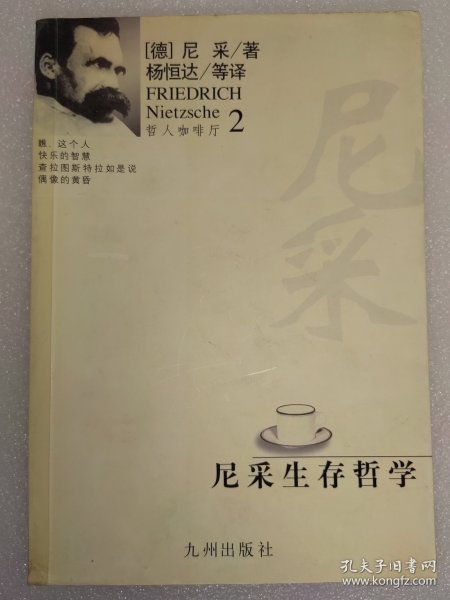 [德] 尼 采/著
杨恒达/等译
FRIEDRICH
Nietzsche 2
哲人咖啡厅
瞧,这个人
快乐的智慧
查拉图斯特拉如是说
偶像的黄昏
尼采
尼采生存哲学
九州出版社
孔夫子旧书网
www.kongfz.com